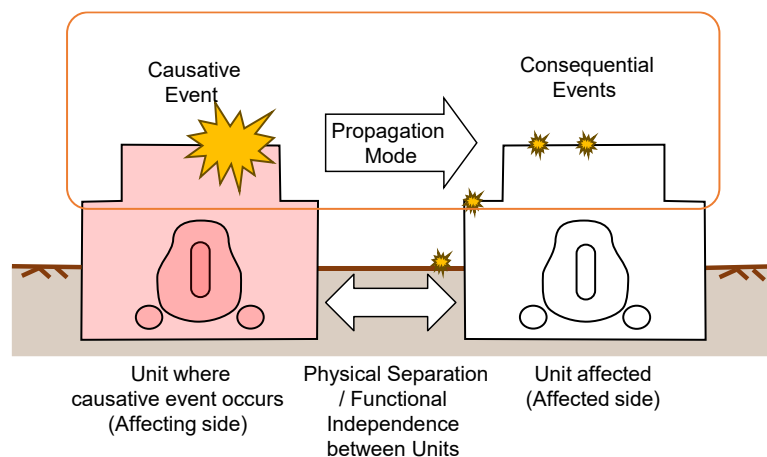 Causative
Event
Propagation
Mode
Consequential
Events
Unit where
causative event occurs
(Affecting side)
Physical Separation
/ Functional
Independence
between Units
Unit affected
(Affected side)